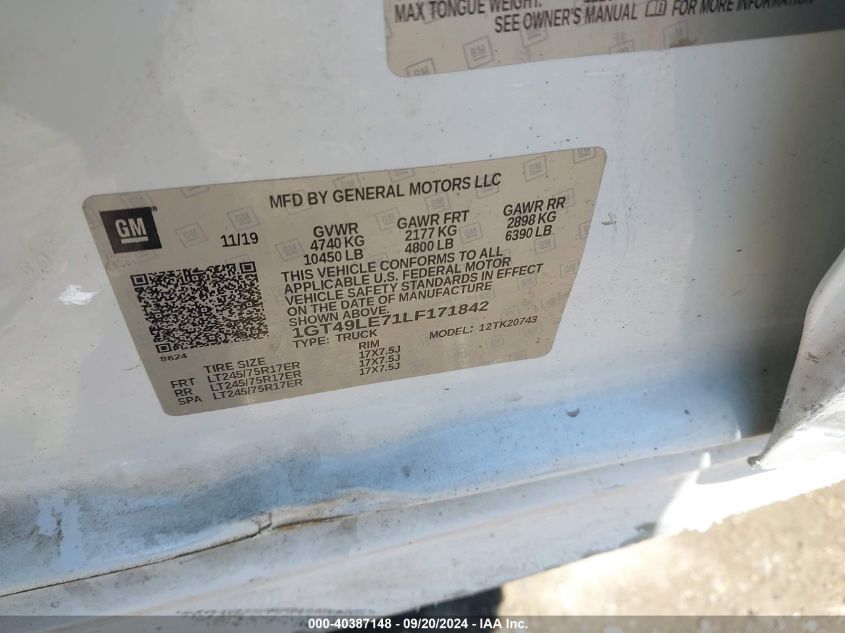 MAX TONGUE WEIGHT:
SEE OWNER'S MANUAL FOR MORE INFORMATION
MFD BY GENERAL MOTORS LLC
GM
11/19
GVWR GAWR FRT GAWR RR
4740 KG 2177 KG 2898 KG
10450 LB 4800 LB 6390 LB
THIS VEHICLE CONFORMS TO ALL
APPLICABLE U.S. FEDERAL MOTOR
VEHICLE SAFETY STANDARDS IN EFFECT
ON THE DATE OF MANUFACTURE
SHOWN ABOVE.
1GT49LE71LF171842
TYPE: TRUCK MODEL: 12TK20743
8624
TIRE SIZE RIM
FRT LT245/75R17ER 17X7.5J
RR LT245/75R17ER 17X7.5J
SPA LT245/75R17ER 17X7.5J
000-40387148 - 09/20/2024 - IAA Inc.